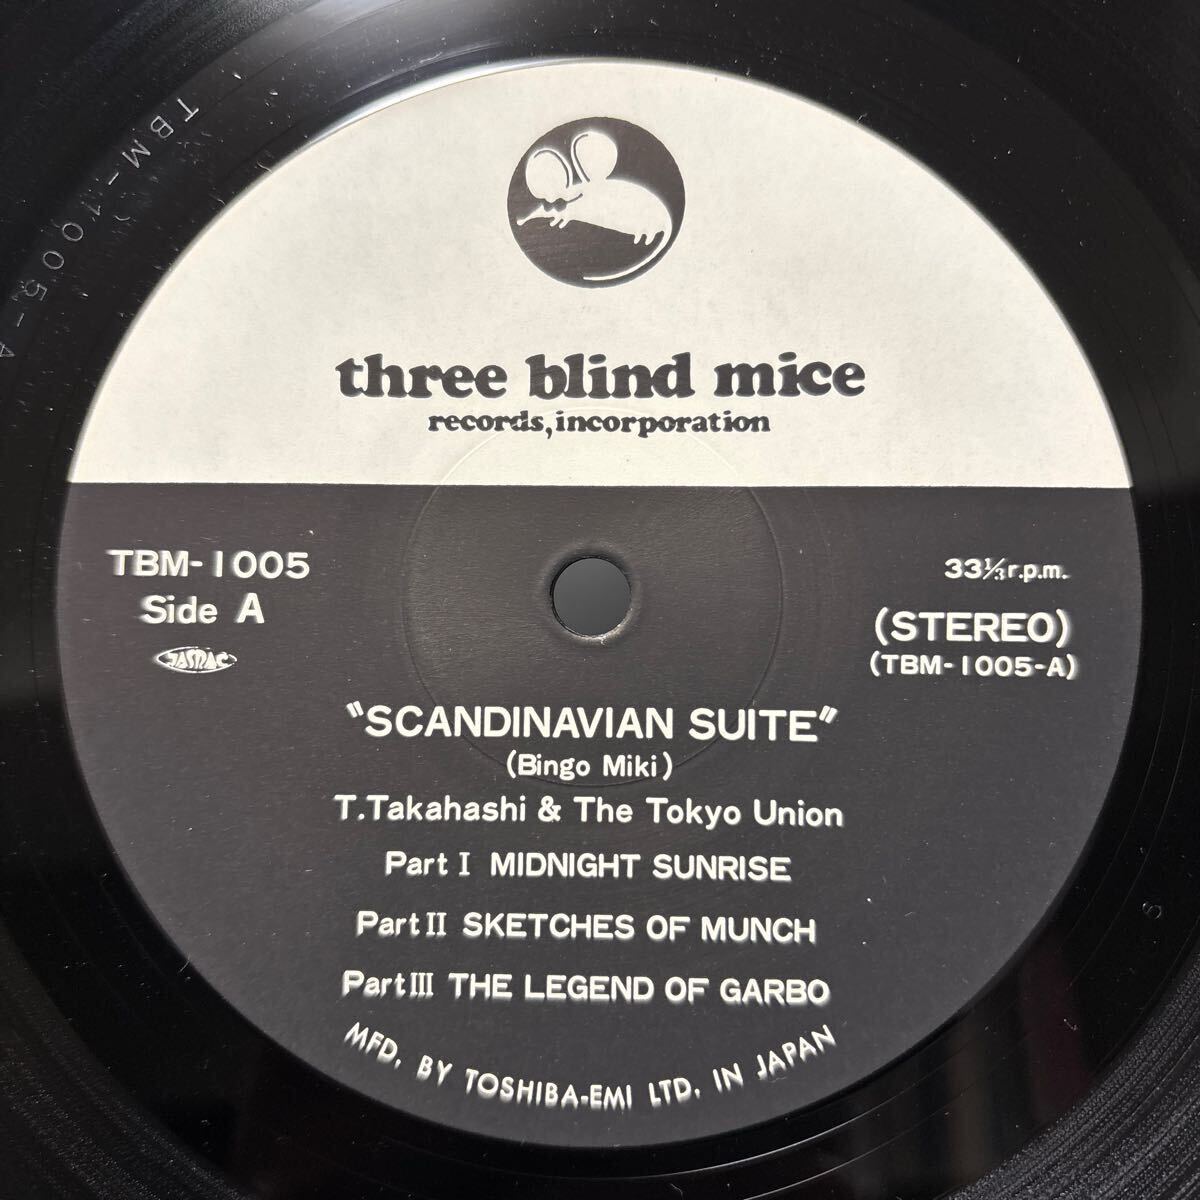 TBM-1005-A
three blind mice
records, incorporation
TBM-1005
Side A
JASRAC
33⅓r.p.m.
(STEREO)
(TBM-1005-A)
"SCANDINAVIAN SUITE"
(Bingo Miki)
T.Takahashi & The Tokyo Union
Part I MIDNIGHT SUNRISE
Part II SKETCHES OF MUNCH
Part III THE LEGEND OF GARBO
MFD. BY TOSHIBA-EMI LTD. IN JAPAN
S